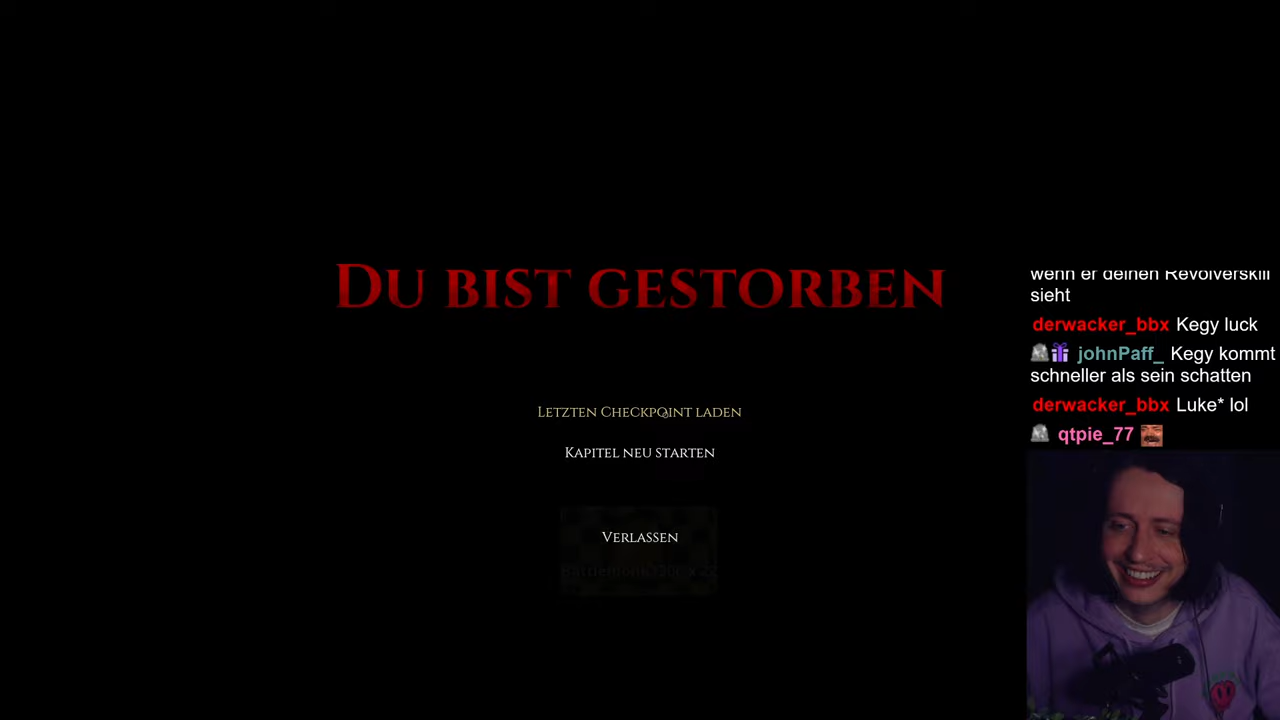 Du bist gestorben
Letzten Checkpoint laden
Kapitel neu starten
Verlassen
wenn er deinen Revolverskill
sieht
derwacker_bbx Kegy luck
johnPaff_ Kegy kommt
schneller als sein schatten
derwacker_bbx Luke* lol
qtpie_77